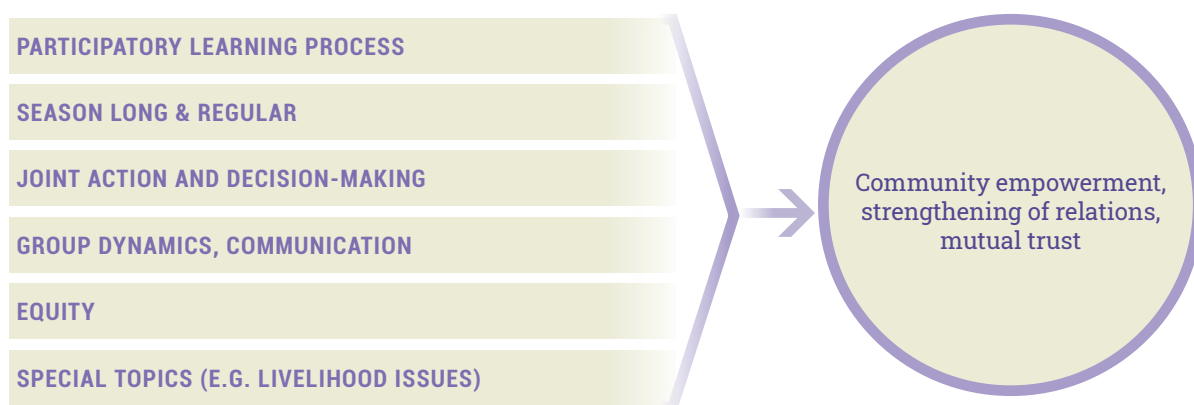 PARTICIPATORY LEARNING PROCESS
SEASON LONG & REGULAR
JOINT ACTION AND DECISION-MAKING
GROUP DYNAMICS, COMMUNICATION
EQUITY
SPECIAL TOPICS (E.G. LIVELIHOOD ISSUES)
Community empowerment,
strengthening of relations,
mutual trust